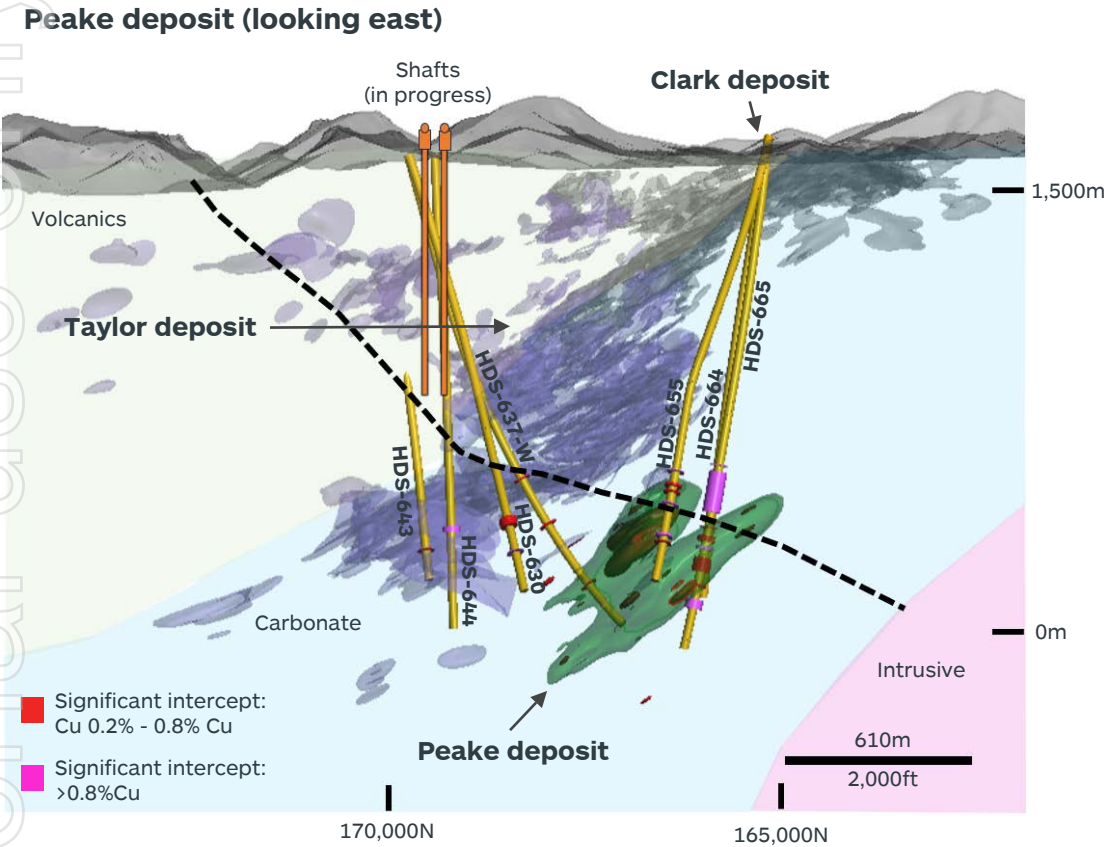 Peake deposit (looking east)
Shafts
(in progress)
Clark deposit
1,500m
Volcanics
Taylor deposit
HDS-665
HDS-637-W
HDS-664
HDS-655
HDS-643
HDS-630
HDS-644
Carbonate
0m
Intrusive
Significant intercept:
Cu 0.2% - 0.8% Cu
Peake deposit
610m
2,000ft
Significant intercept:
>0.8%Cu
170,000N
165,000N